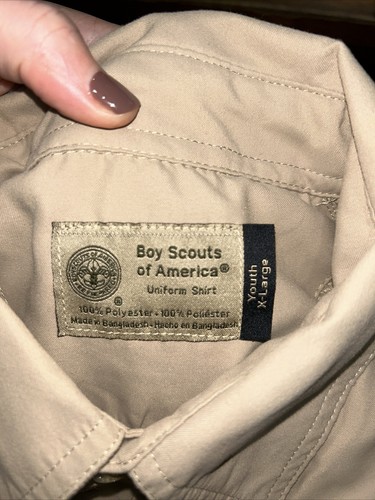 Boy Scouts
of America®
Uniform Shirt
®
100% Polyester • 100% Poliéster
Made in Bangladesh • Hecho en Bangladesh
Youth
X-Large